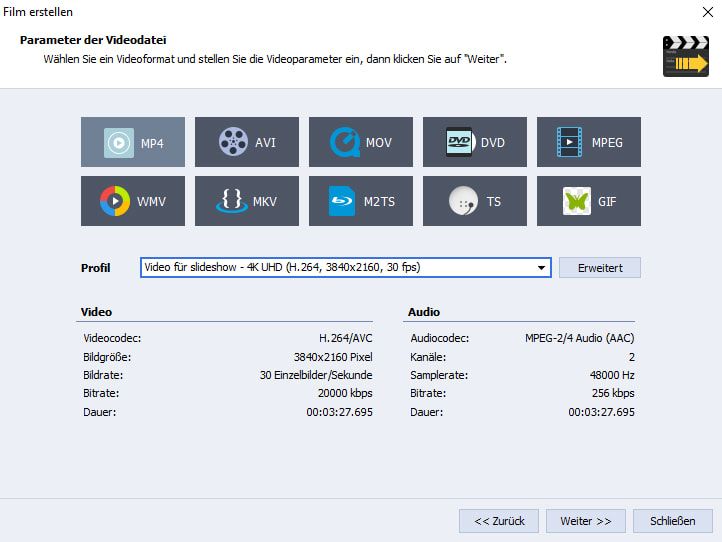 Film erstellen
Parameter der Videodatei
Wählen Sie ein Videoformat und stellen Sie die Videoparameter ein, dann klicken Sie auf "Weiter".
MP4 AVI MOV DVD DVD MPEG
WMV MKV M2TS TS GIF
Profil Video für slideshow - 4K UHD (H.264, 3840x2160, 30 fps) Erweitert
Video Audio
Videocodec: H.264/AVC Audiocodec: MPEG-2/4 Audio (AAC)
Bildgröße: 3840x2160 Pixel Kanäle: 2
Bildrate: 30 Einzelbilder/Sekunde Samplerate: 48000 Hz
Bitrate: 20000 kbps Bitrate: 256 kbps
Dauer: 00:03:27.695 Dauer: 00:03:27.695
<< Zurück Weiter >> Schließen